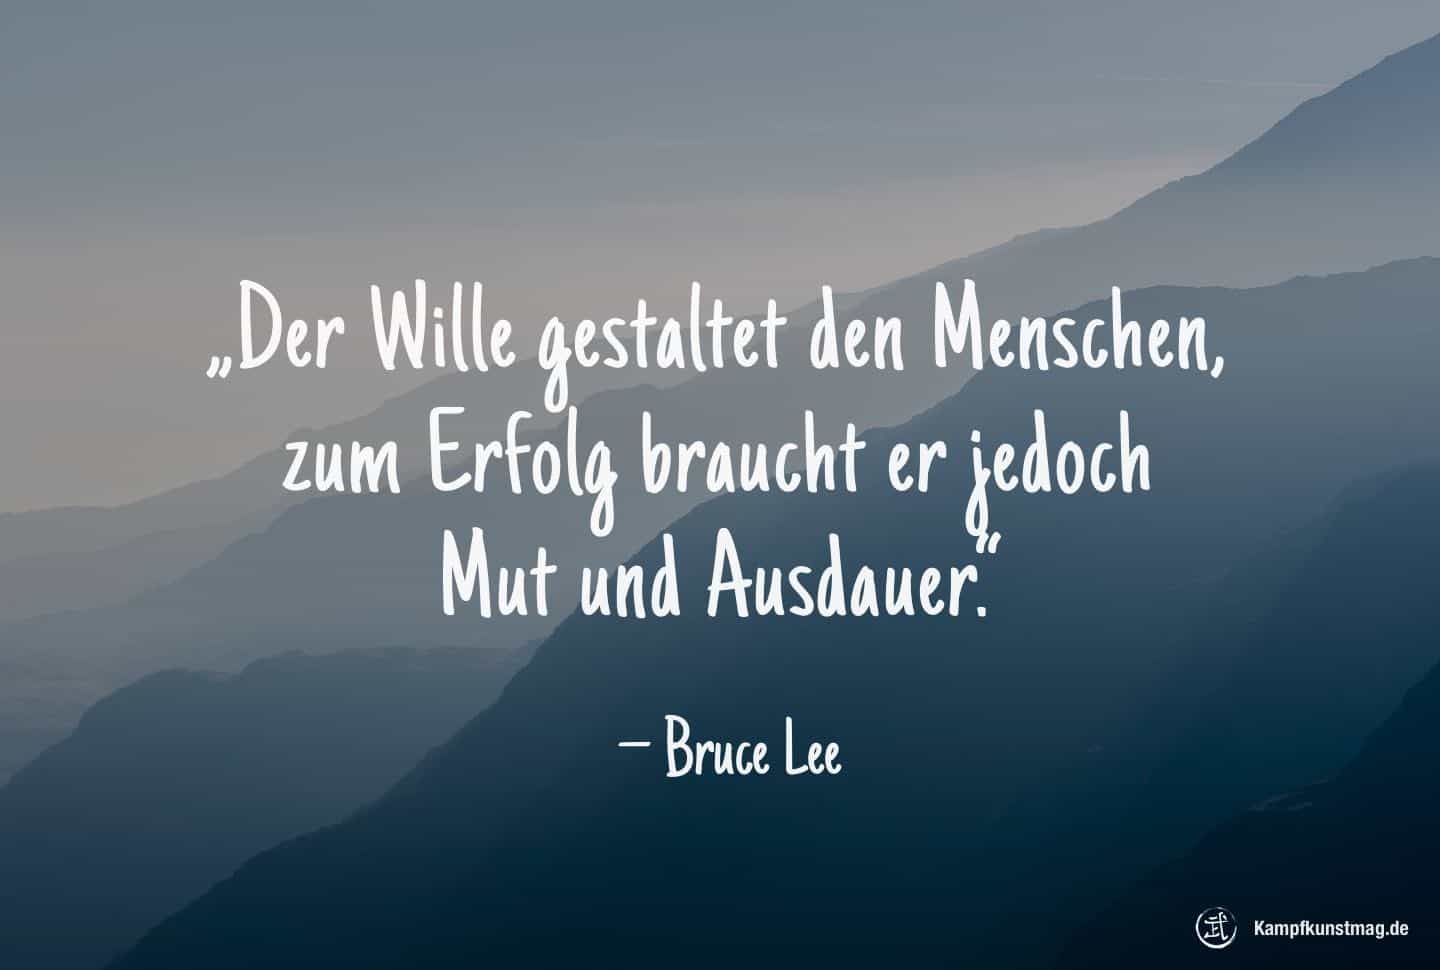 „Der Wille gestaltet den Menschen,
zum Erfolg braucht er jedoch
Mut und Ausdauer.“
– Bruce Lee
武 Kampfkunstmag.de